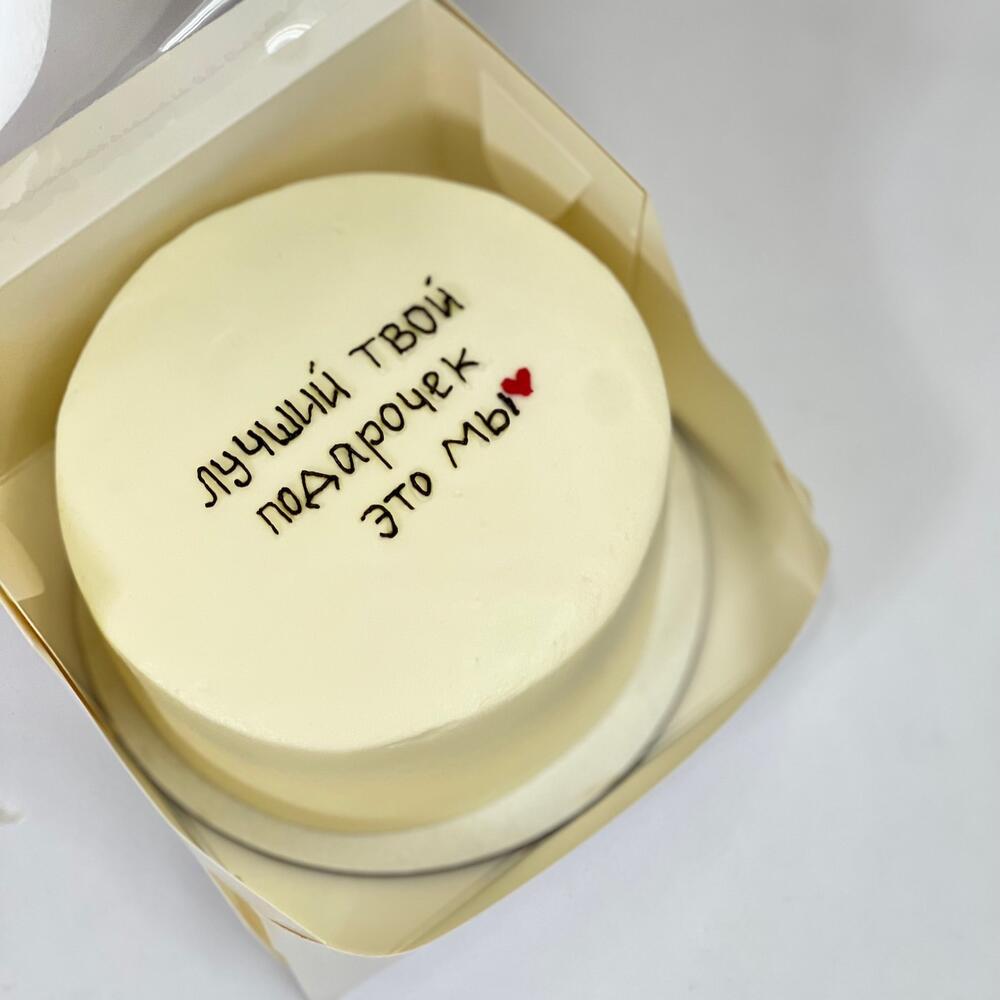 лучший твой
подарочек
это мы